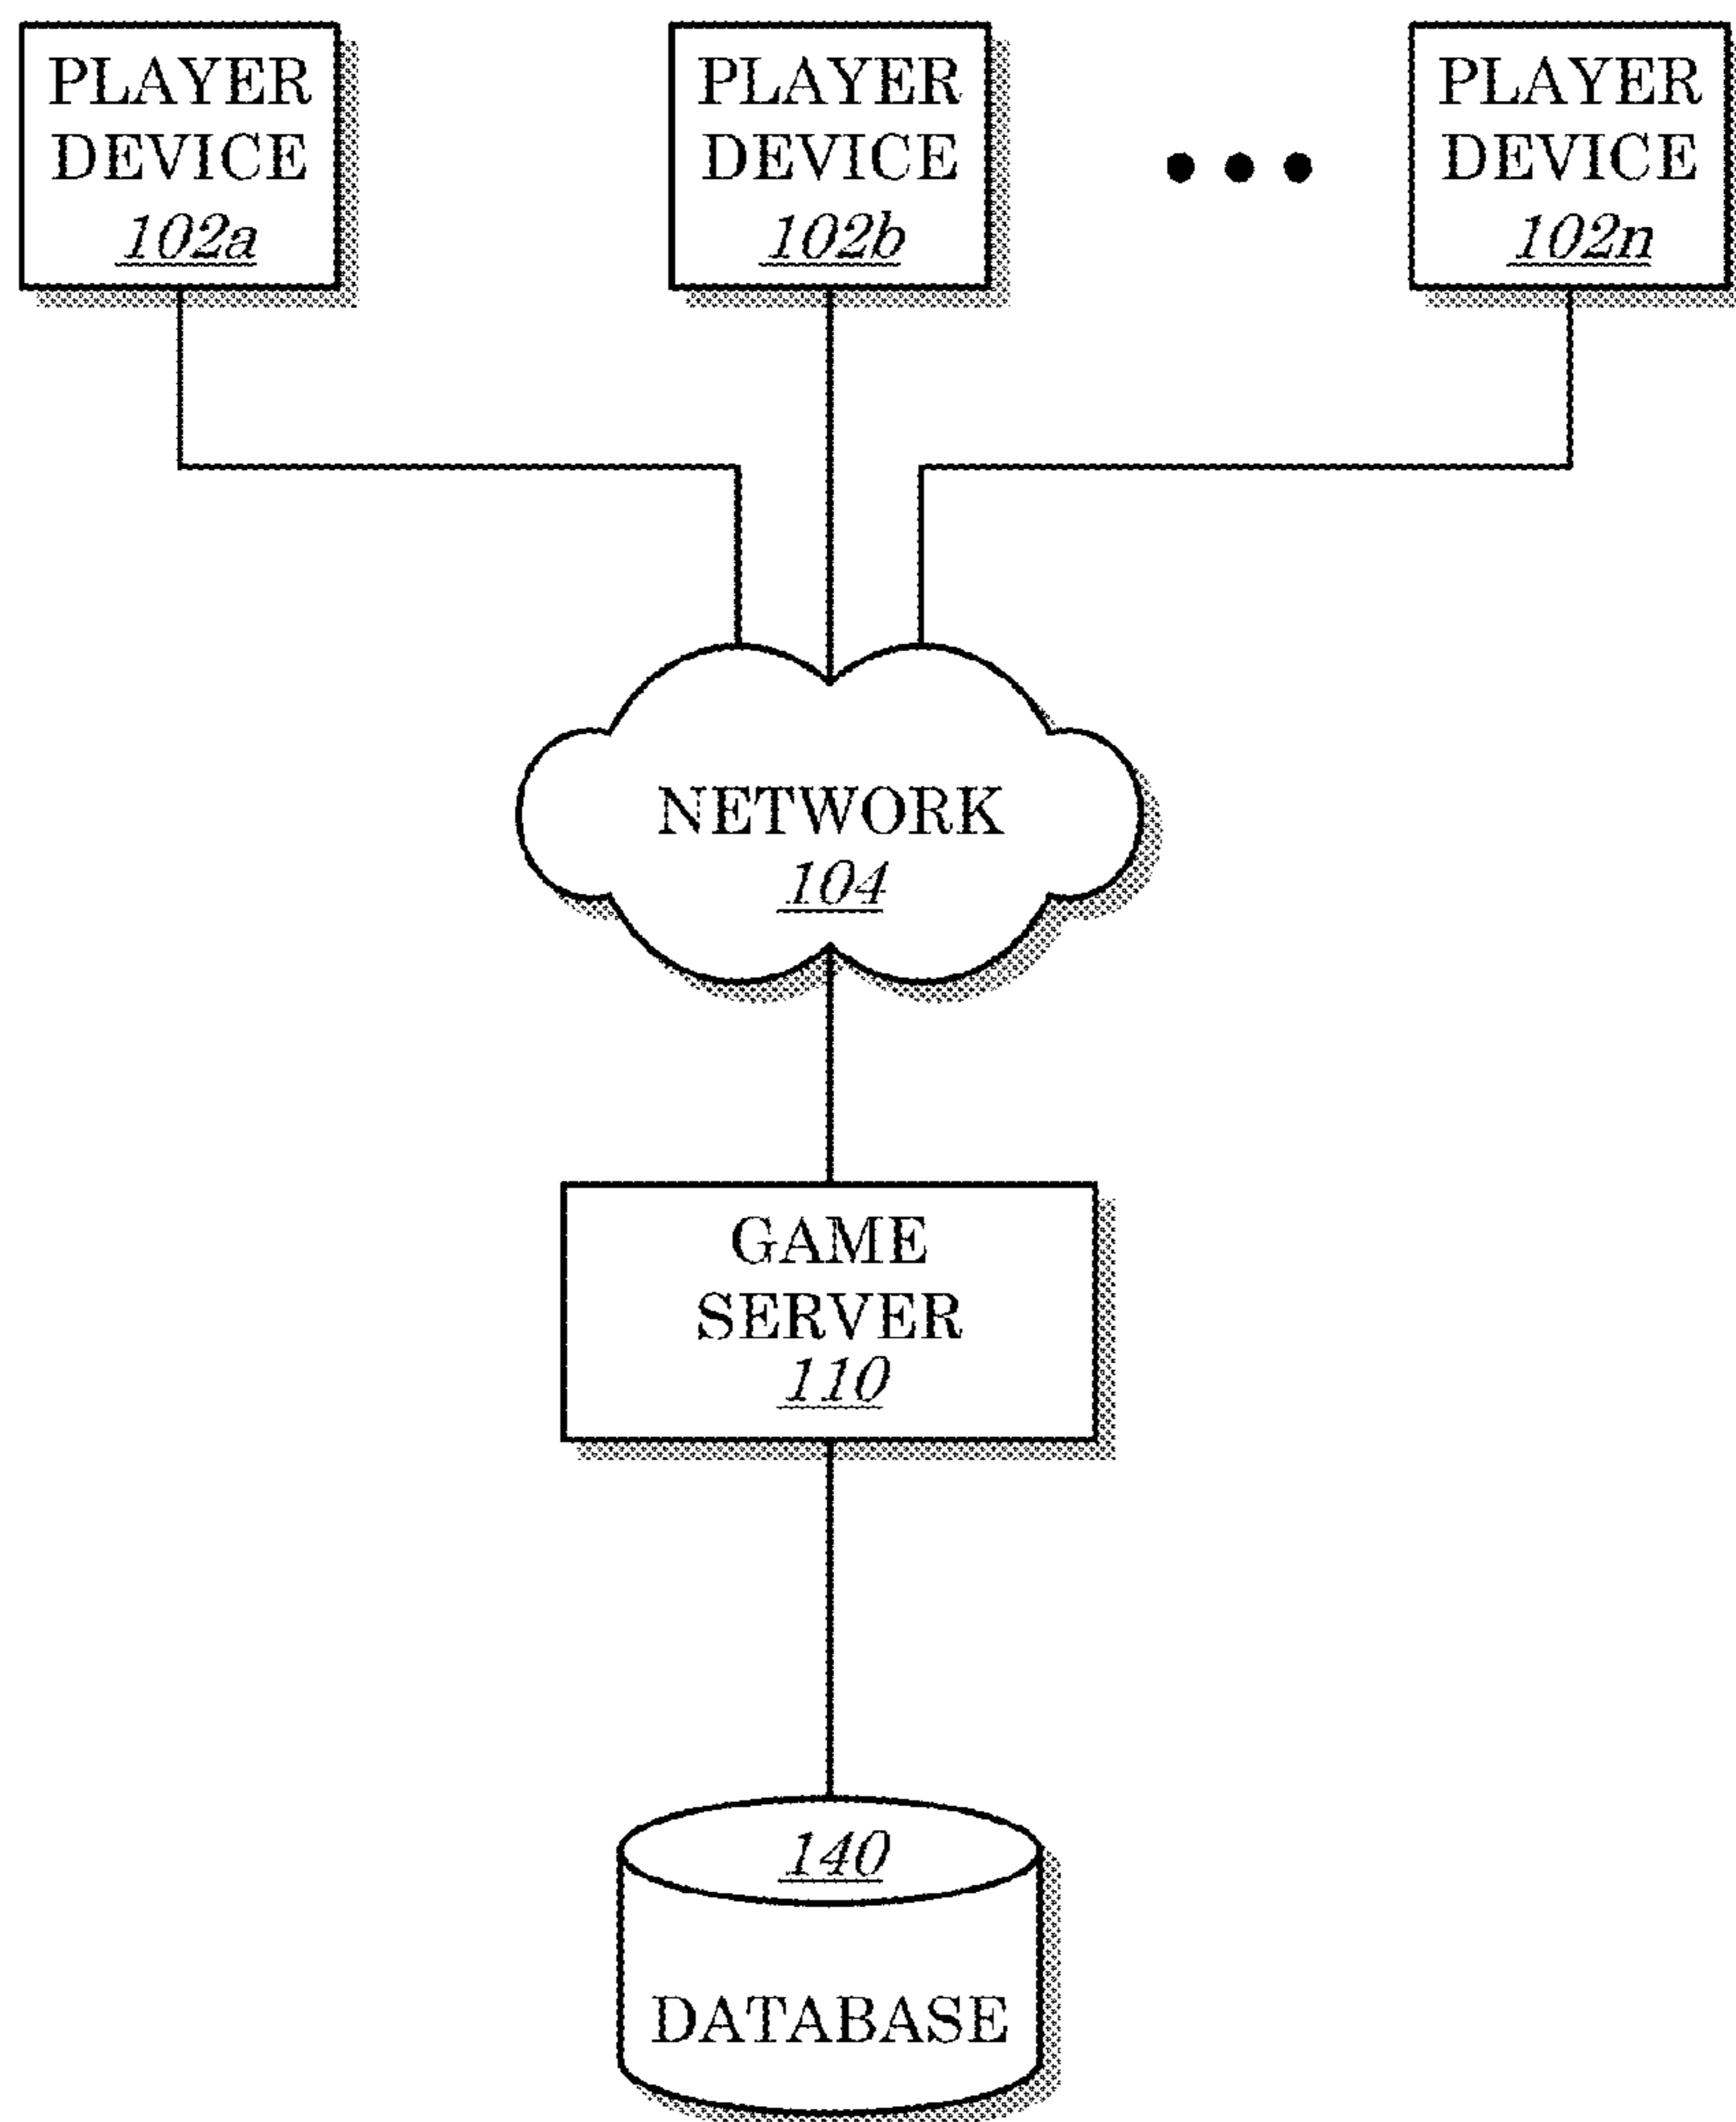 PLAYER
DEVICE
102a
PLAYER
DEVICE
102b
PLAYER
DEVICE
102n
NETWORK
104
GAME
SERVER
110
140
DATABASE